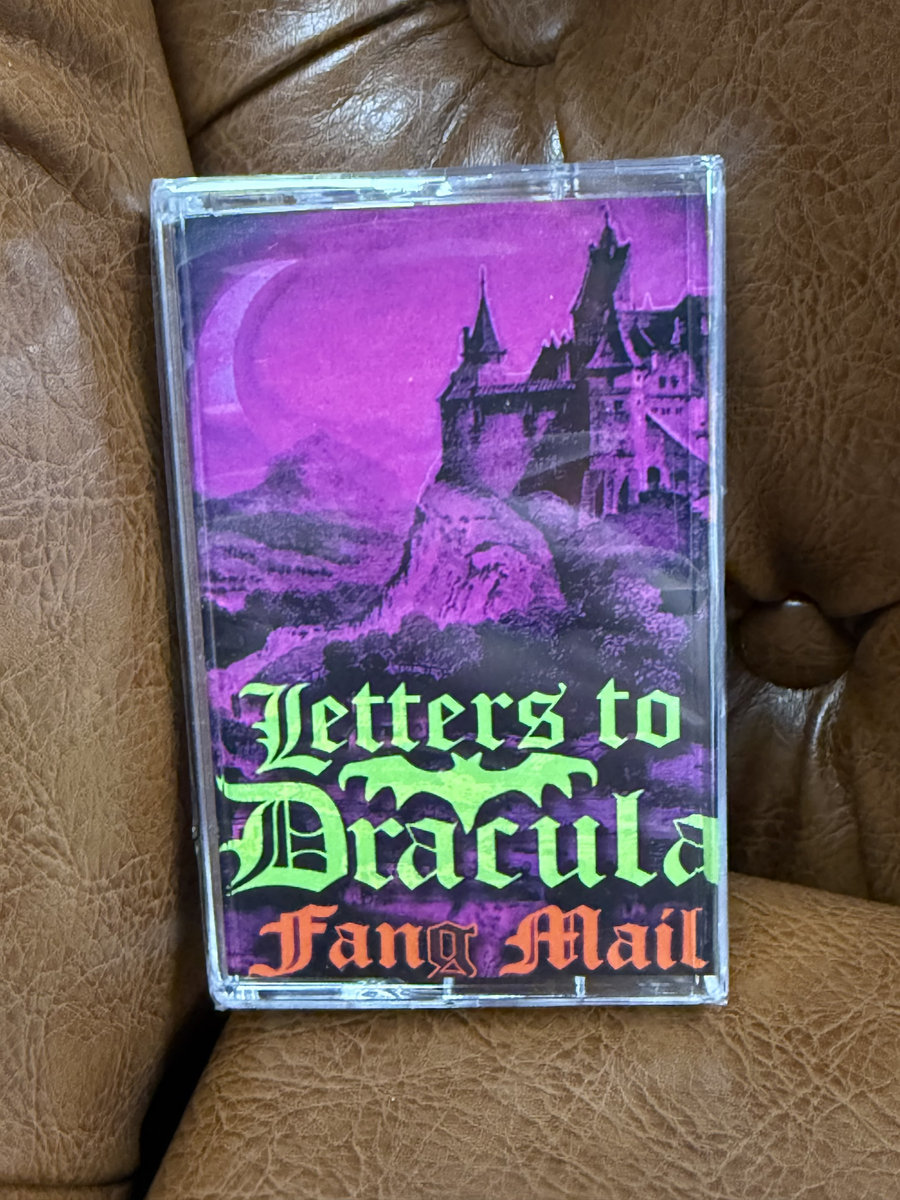 Letters to
Dracula
Fang Mail